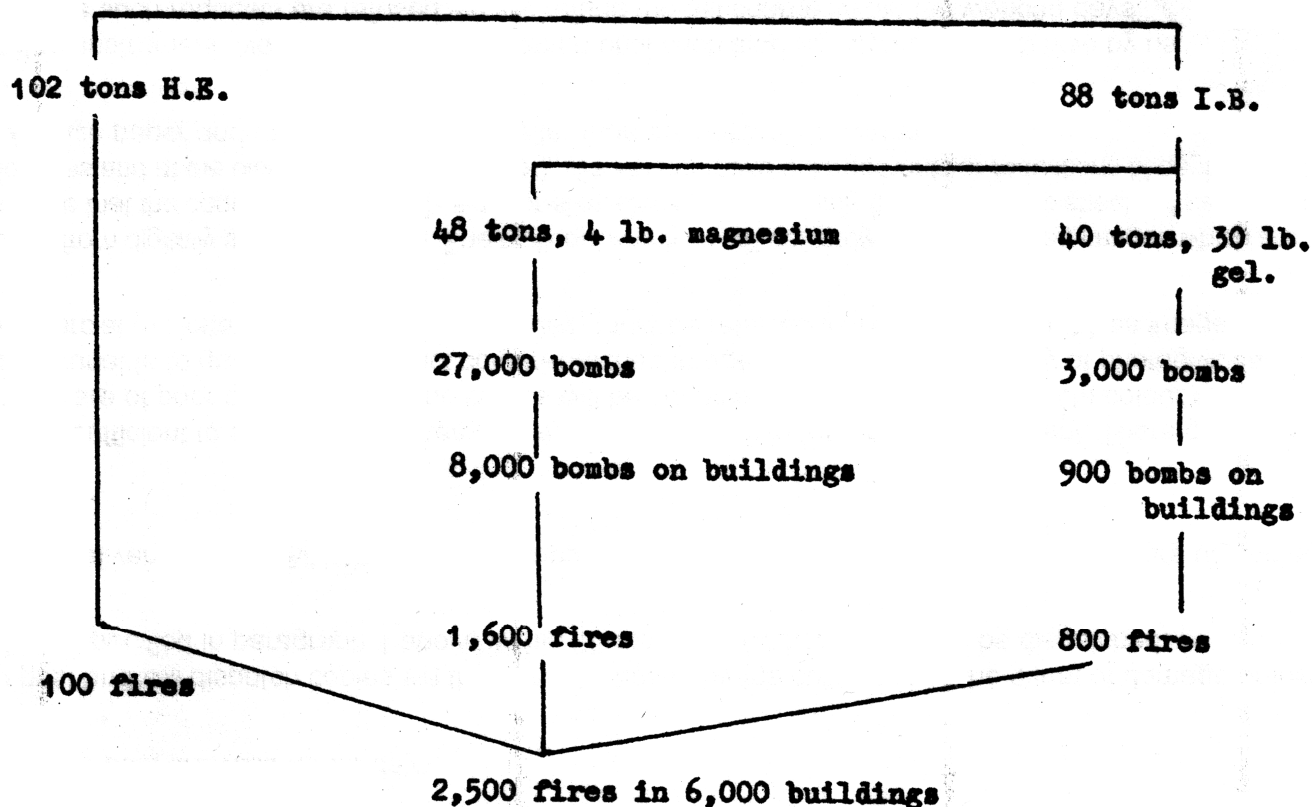 102 tons H.E.
88 tons I.B.
48 tons, 4 lb. magnesium
40 tons, 30 lb.
gel.
27,000 bombs
3,000 bombs
8,000 bombs on buildings
900 bombs on
buildings
1,600 fires
800 fires
100 fires
2,500 fires in 6,000 buildings